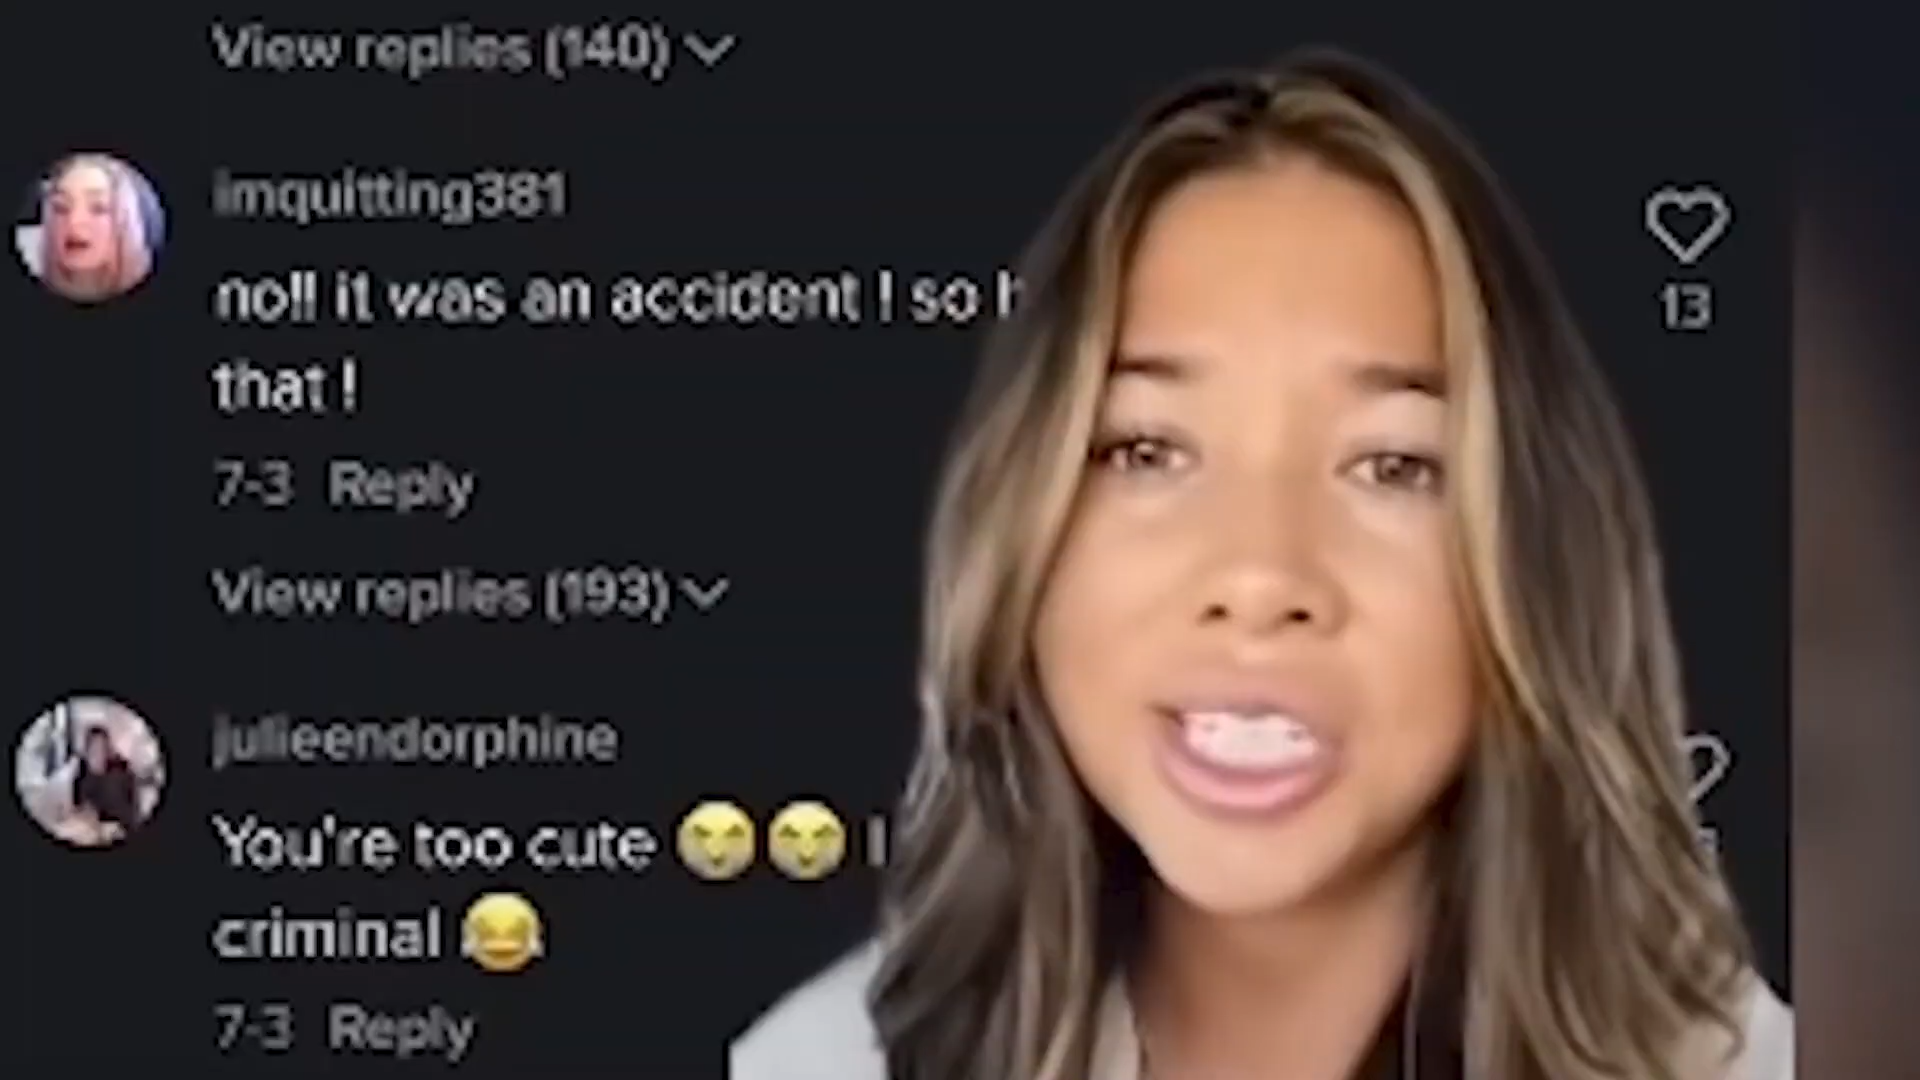 View replies (140)
imquitting381
no!! it was an accident ! so
that !
7-3 Reply
13
View replies (193)
julieendorphine
You're too cute 😂😂 I
criminal 😂
7-3 Reply